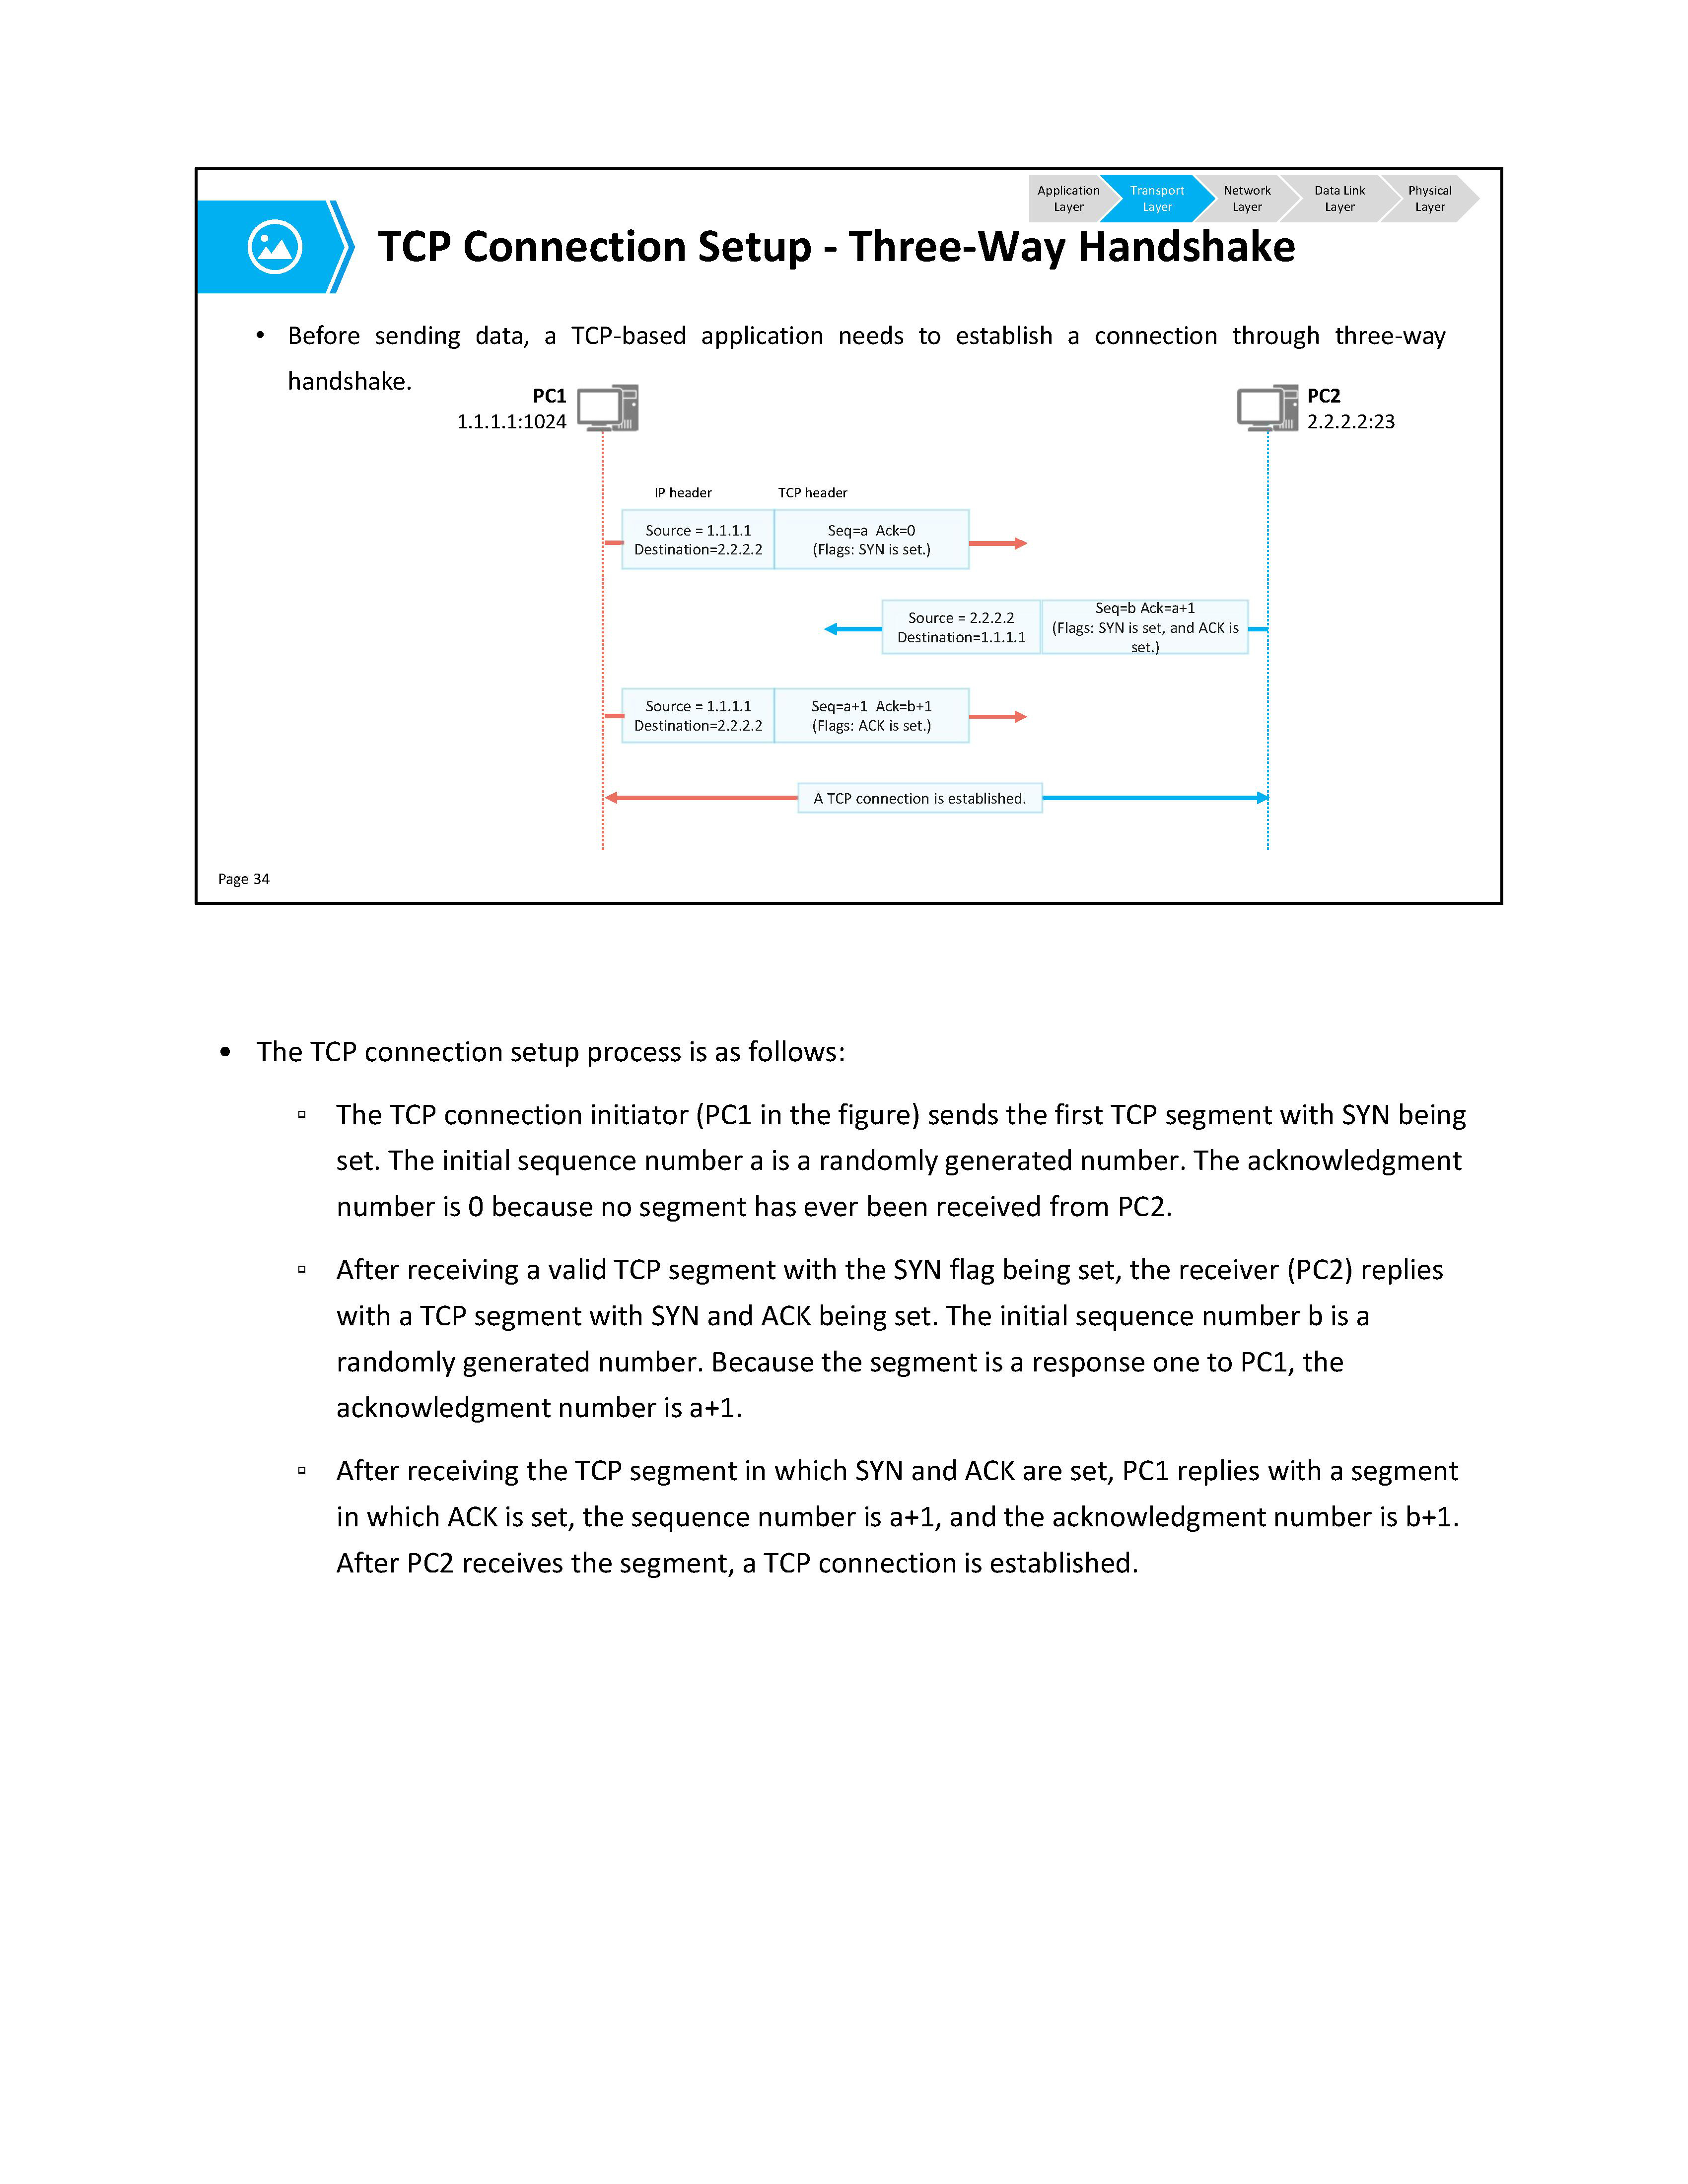 Application
Layer
Transport
Layer
Network
Layer
Data Link
Layer
Physical
Layer
TCP Connection Setup - Three-Way Handshake
• Before sending data, a TCP-based application needs to establish a connection through three-way
handshake.
PC1
1.1.1.1:1024
PC2
2.2.2.2:23
IP header
TCP header
Source = 1.1.1.1
Destination=2.2.2.2
Seq=a Ack=0
(Flags: SYN is set.)
Source = 2.2.2.2
Destination=1.1.1.1
Seq=b Ack=a+1
(Flags: SYN is set, and ACK is
set.)
Source = 1.1.1.1
Destination=2.2.2.2
Seq=a+1 Ack=b+1
(Flags: ACK is set.)
A TCP connection is established.
Page 34
• The TCP connection setup process is as follows:
▫ The TCP connection initiator (PC1 in the figure) sends the first TCP segment with SYN being
set. The initial sequence number a is a randomly generated number. The acknowledgment
number is 0 because no segment has ever been received from PC2.
▫ After receiving a valid TCP segment with the SYN flag being set, the receiver (PC2) replies
with a TCP segment with SYN and ACK being set. The initial sequence number b is a
randomly generated number. Because the segment is a response one to PC1, the
acknowledgment number is a+1.
▫ After receiving the TCP segment in which SYN and ACK are set, PC1 replies with a segment
in which ACK is set, the sequence number is a+1, and the acknowledgment number is b+1.
After PC2 receives the segment, a TCP connection is established.